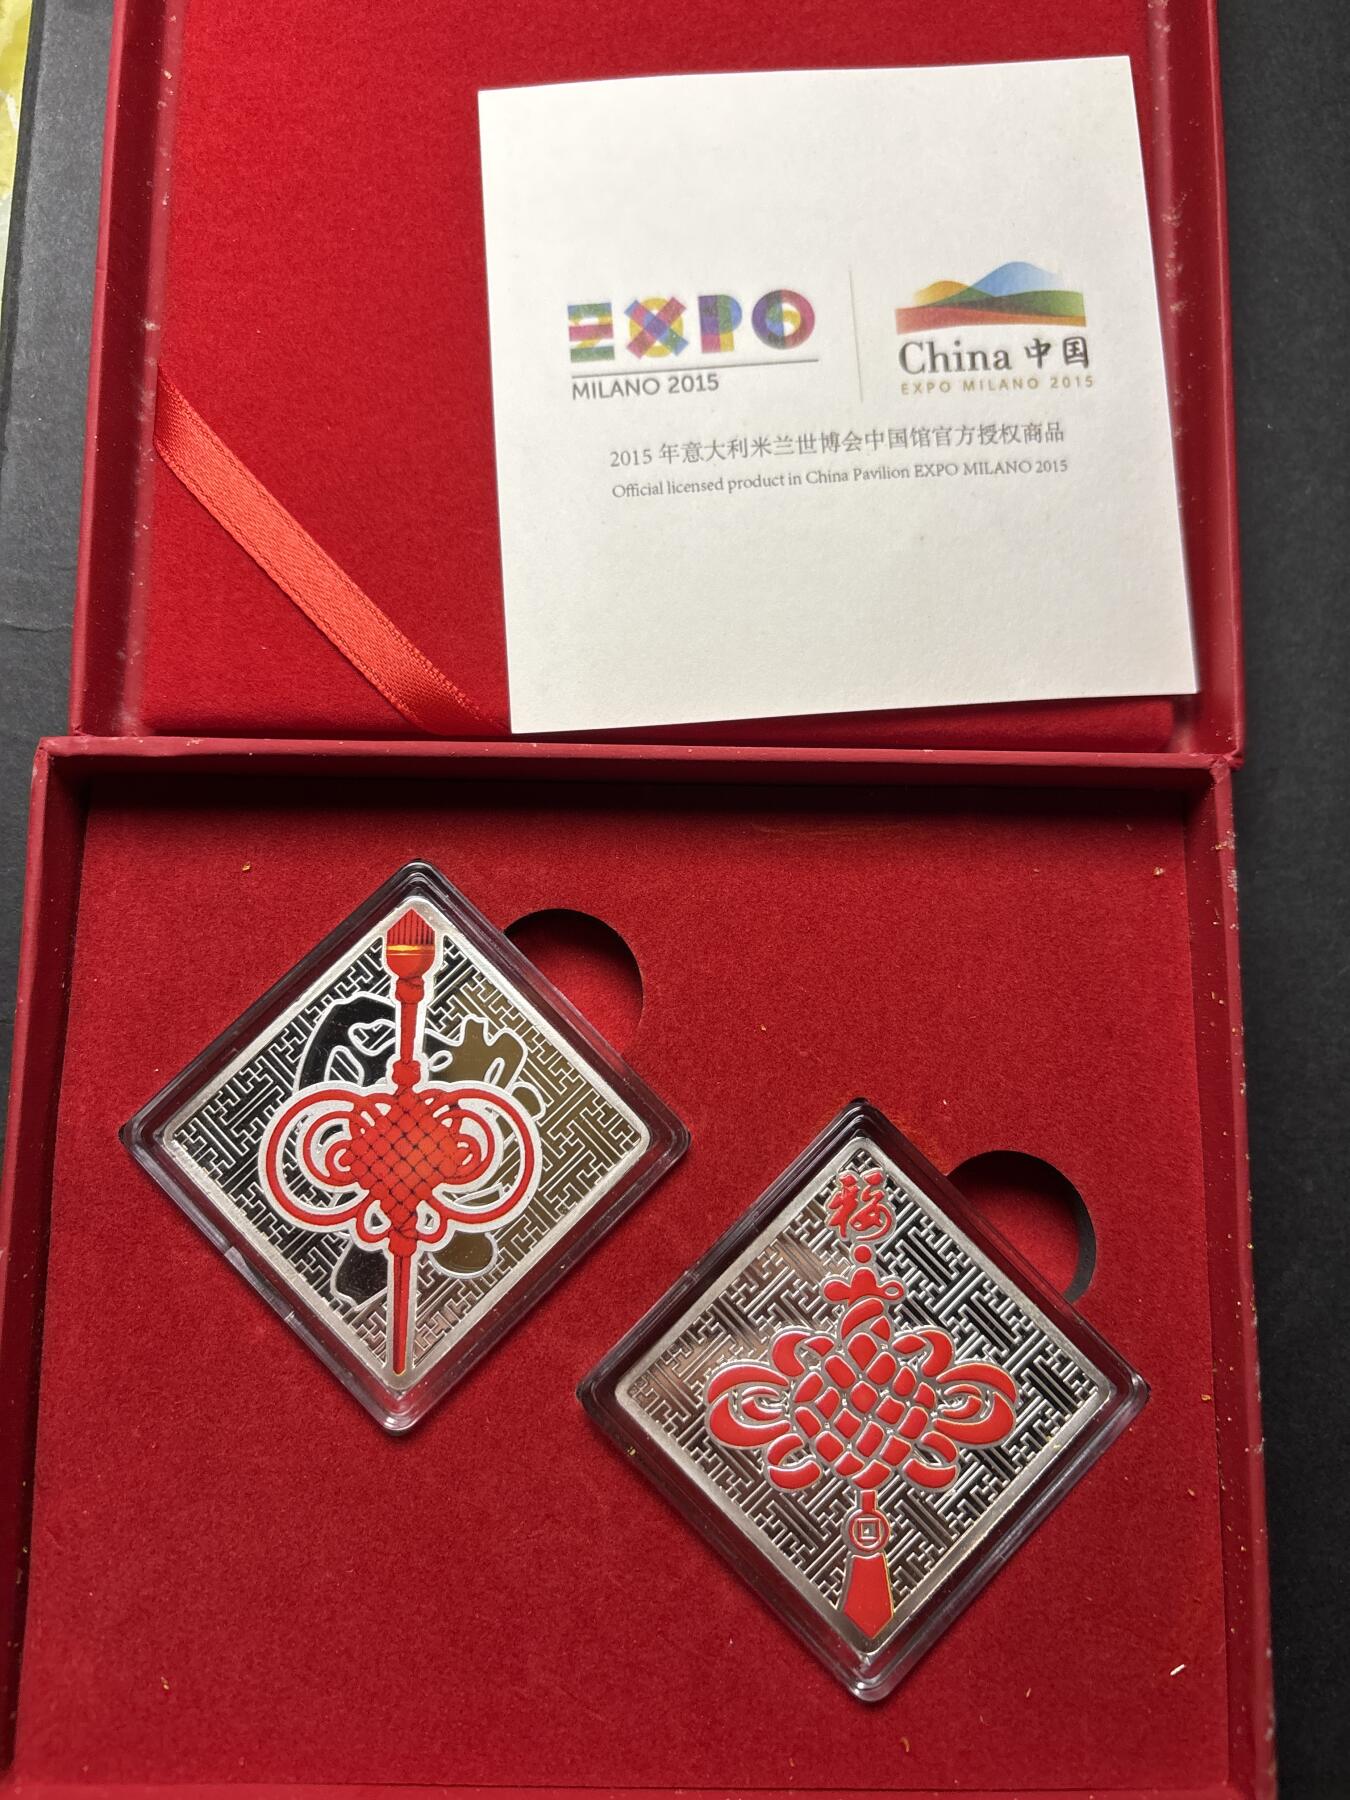 EXPO
MILANO 2015
China 中国
EXPO MILANO 2015
2015 年意大利米兰世博会中国馆官方授权商品
Official licensed product in China Pavilion EXPO MILANO 2015
福